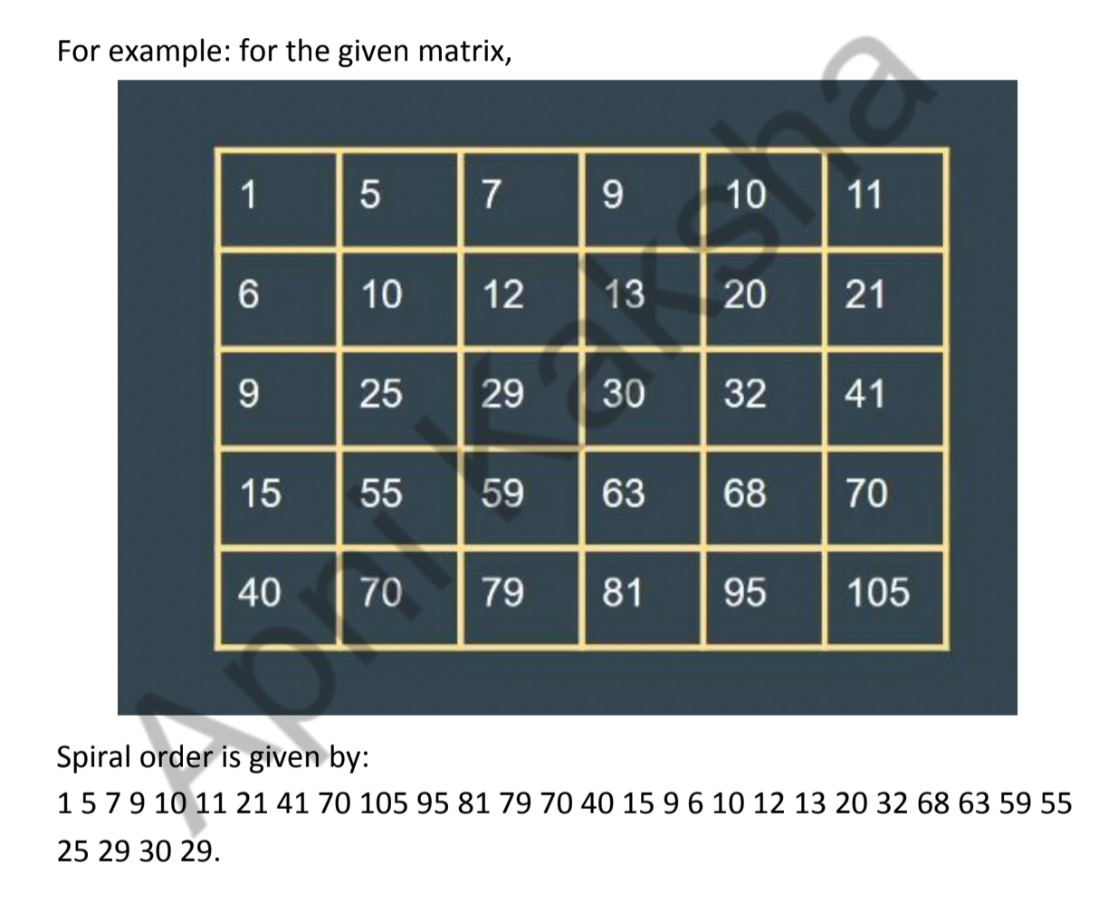 For example: for the given matrix,
1 5 7 9 10 11
6 10 12 13 20 21
9 25 29 30 32 41
15 55 59 63 68 70
40 70 79 81 95 105
Apni Kaksha
Spiral order is given by:
1 5 7 9 10 11 21 41 70 105 95 81 79 70 40 15 9 6 10 12 13 20 32 68 63 59 55
25 29 30 29.